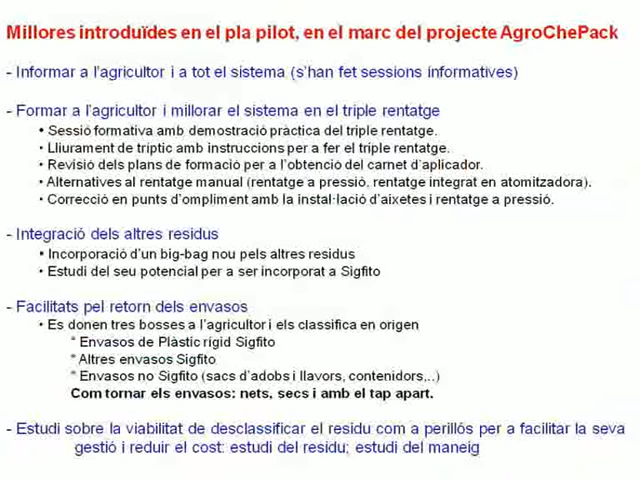 Millores introduïdes en el pla pilot, en el marc del projecte AgroChePack
- Informar a l'agricultor i a tot el sistema (s'han fet sessions informatives)
- Formar a l'agricultor i millorar el sistema en el triple rentatge
• Sessió formativa amb demostració pràctica del triple rentatge.
• Lliurament de tríptic amb instruccions per a fer el triple rentatge.
• Revisió dels plans de formació per a l'obtenció del carnet d'aplicador.
• Alternatives al rentatge manual (rentatge a pressió, rentatge integrat en atomitzadora).
• Correcció en punts d'ompliment amb la instal·lació d'aixetes i rentatge a pressió.
- Integració dels altres residus
• Incorporació d'un big-bag nou pels altres residus
• Estudi del seu potencial per a ser incorporat a Sigfito
- Facilitats pel retorn dels envasos
• Es donen tres bosses a l'agricultor i els classifica en origen
* Envasos de Plàstic rígid Sigfito
* Altres envasos Sigfito
* Envasos no Sigfito (sacs d'adobs i llavors, contenidors,..)
Com tornar els envasos: nets, secs i amb el tap apart.
- Estudi sobre la viabilitat de desclassificar el residu com a perillós per a facilitar la seva
gestió i reduir el cost: estudi del residu; estudi del maneig